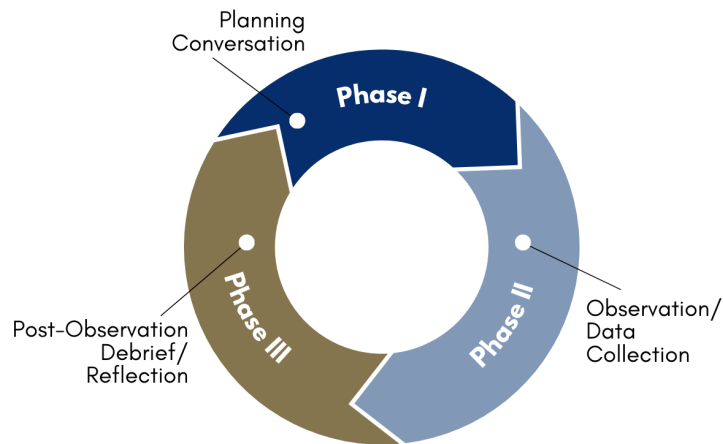 Planning
Conversation
Phase I
Phase II
Observation/
Data
Collection
Phase III
Post-Observation
Debrief/
Reflection